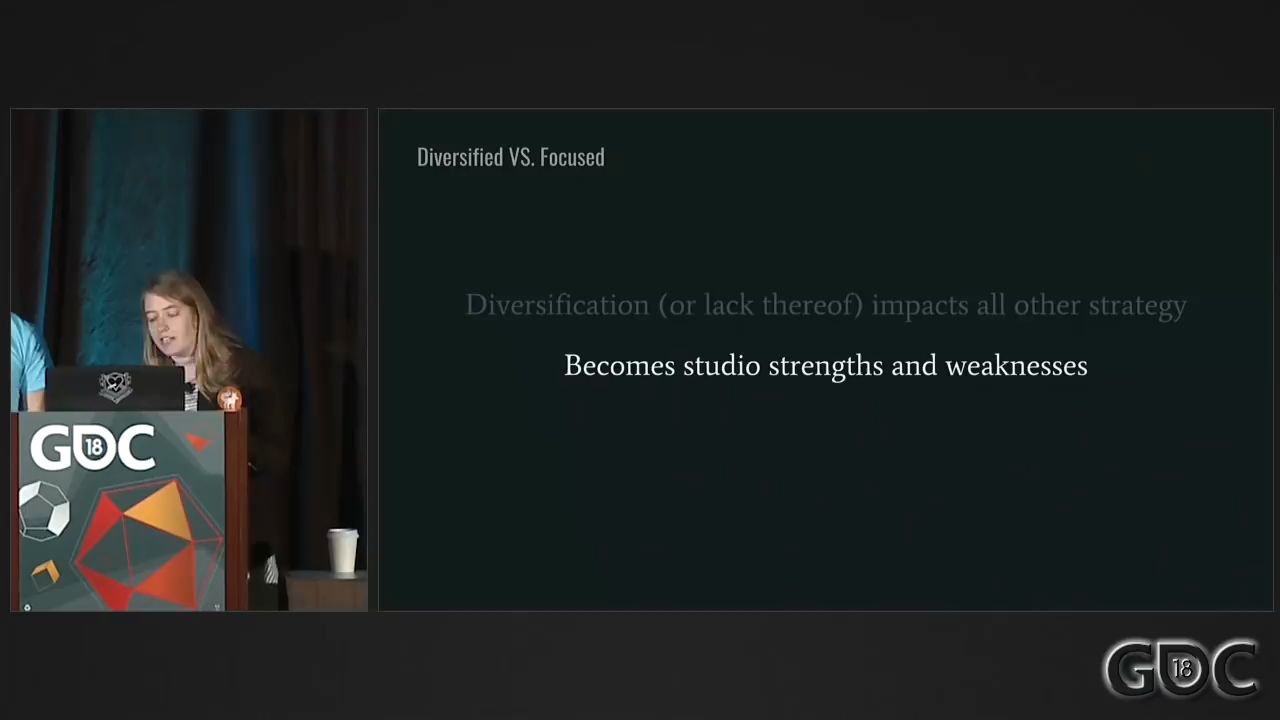 Diversified VS. Focused
Diversification (or lack thereof) impacts all other strategy
Becomes studio strengths and weaknesses
GDC
18
GDC
18